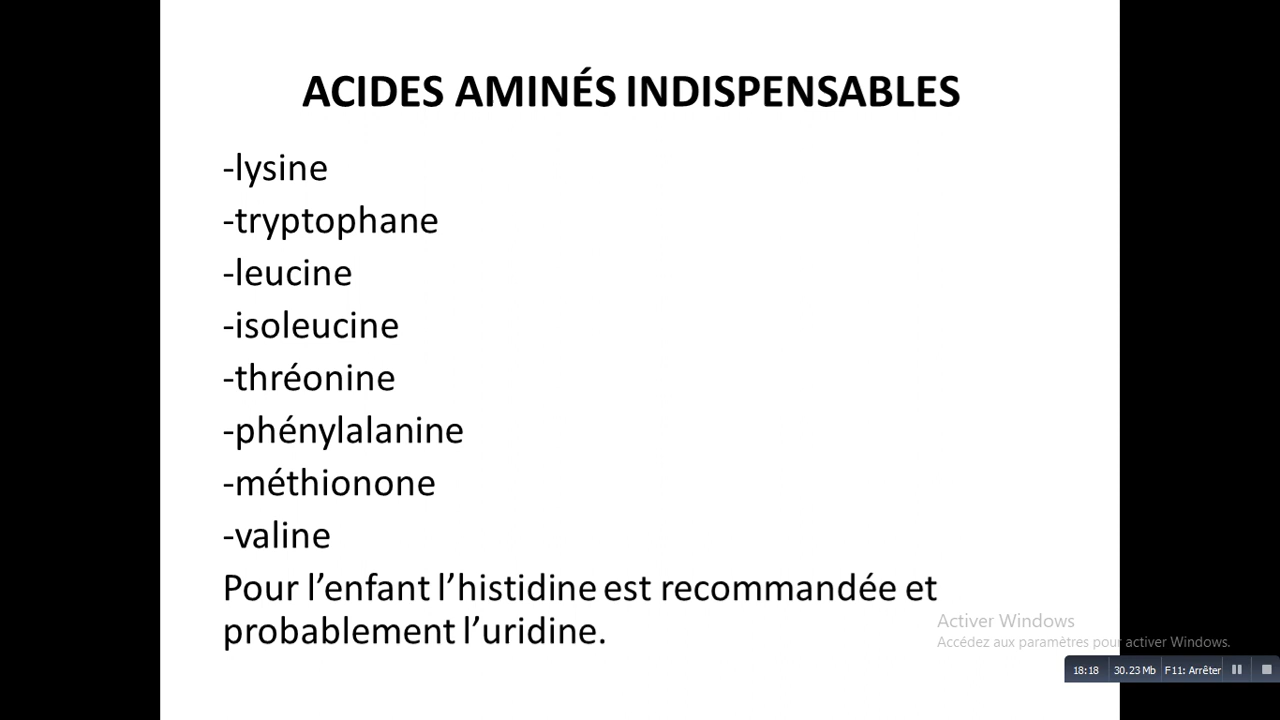 ACIDES AMINÉS INDISPENSABLES
-lysine
-tryptophane
-leucine
-isoleucine
-thréonine
-phénylalanine
-méthionone
-valine
Pour l’enfant l’histidine est recommandée et
probablement l’uridine.
Activer Windows
Accédez aux paramètres pour activer Windows.
18:18 30.23 Mb F11: Arrêter